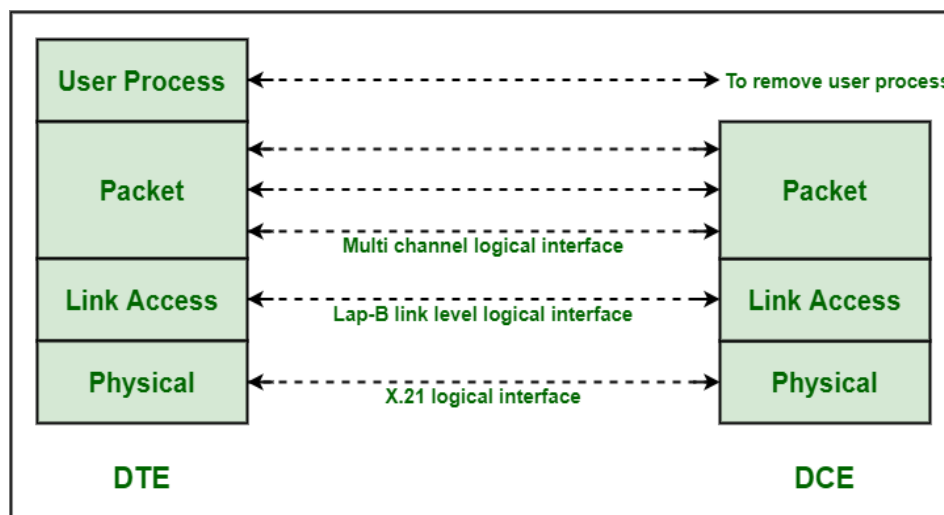 User Process
To remove user process
Packet
Packet
Multi channel logical interface
Link Access
Link Access
Lap-B link level logical interface
Physical
Physical
X.21 logical interface
DTE
DCE